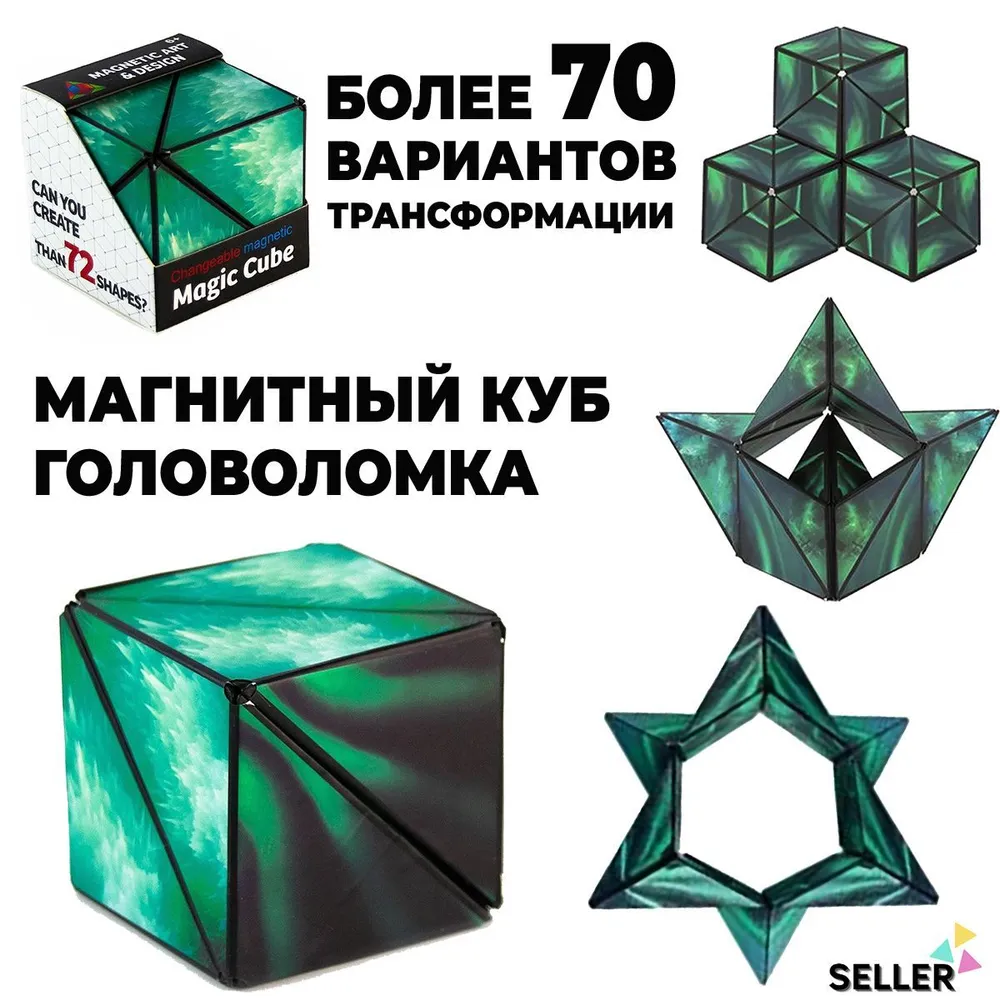 6+
MAGNETIC ART
& DESIGN
CAN YOU
CREATE
THAN 72 SHAPES?
Changeable magnetic
Magic Cube
БОЛЕЕ 70
ВАРИАНТОВ
ТРАНСФОРМАЦИИ
МАГНИТНЫЙ КУБ
ГОЛОВОЛОМКА
SELLER